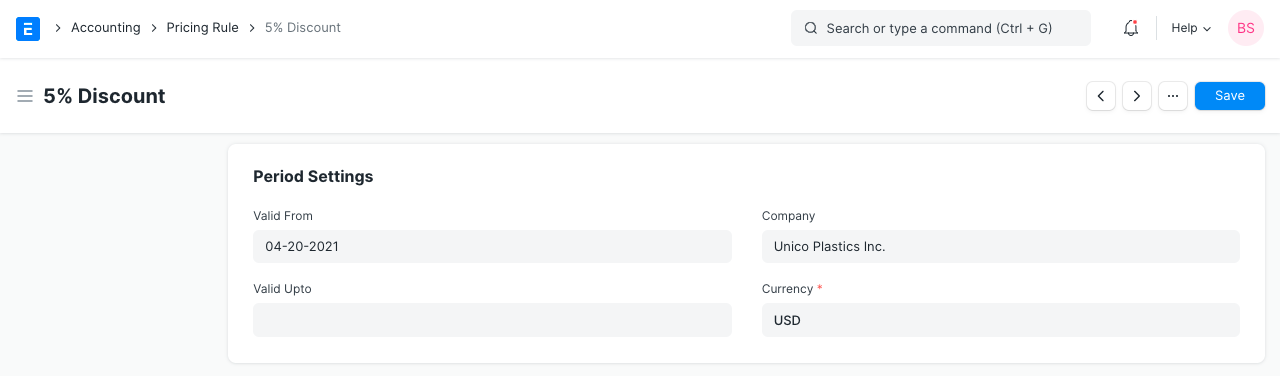 E Accounting Pricing Rule 5% Discount Search or type a command (Ctrl + G) Help BS
5% Discount ... Save
Period Settings
Valid From Company
04-20-2021 Unico Plastics Inc.
Valid Upto Currency *
USD